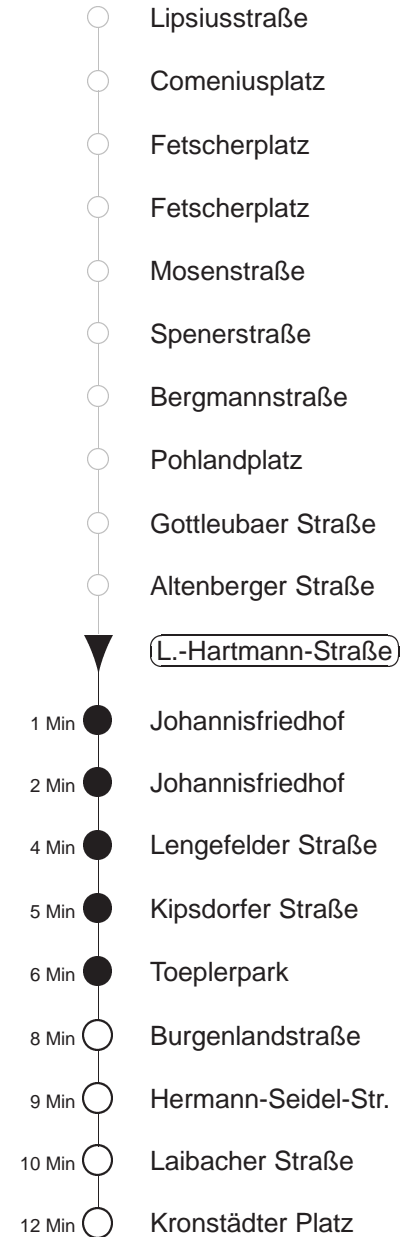 Lipsiusstraße
Comeniusplatz
Fetscherplatz
Fetscherplatz
Mosenstraße
Spenerstraße
Bergmannstraße
Pohlandplatz
Gottleubaer Straße
Altenberger Straße
L.-Hartmann-Straße
1 Min Johannisfriedhof
2 Min Johannisfriedhof
4 Min Lengefelder Straße
5 Min Kipsdorfer Straße
6 Min Toeplerpark
8 Min Burgenlandstraße
9 Min Hermann-Seidel-Str.
10 Min Laibacher Straße
12 Min Kronstädter Platz